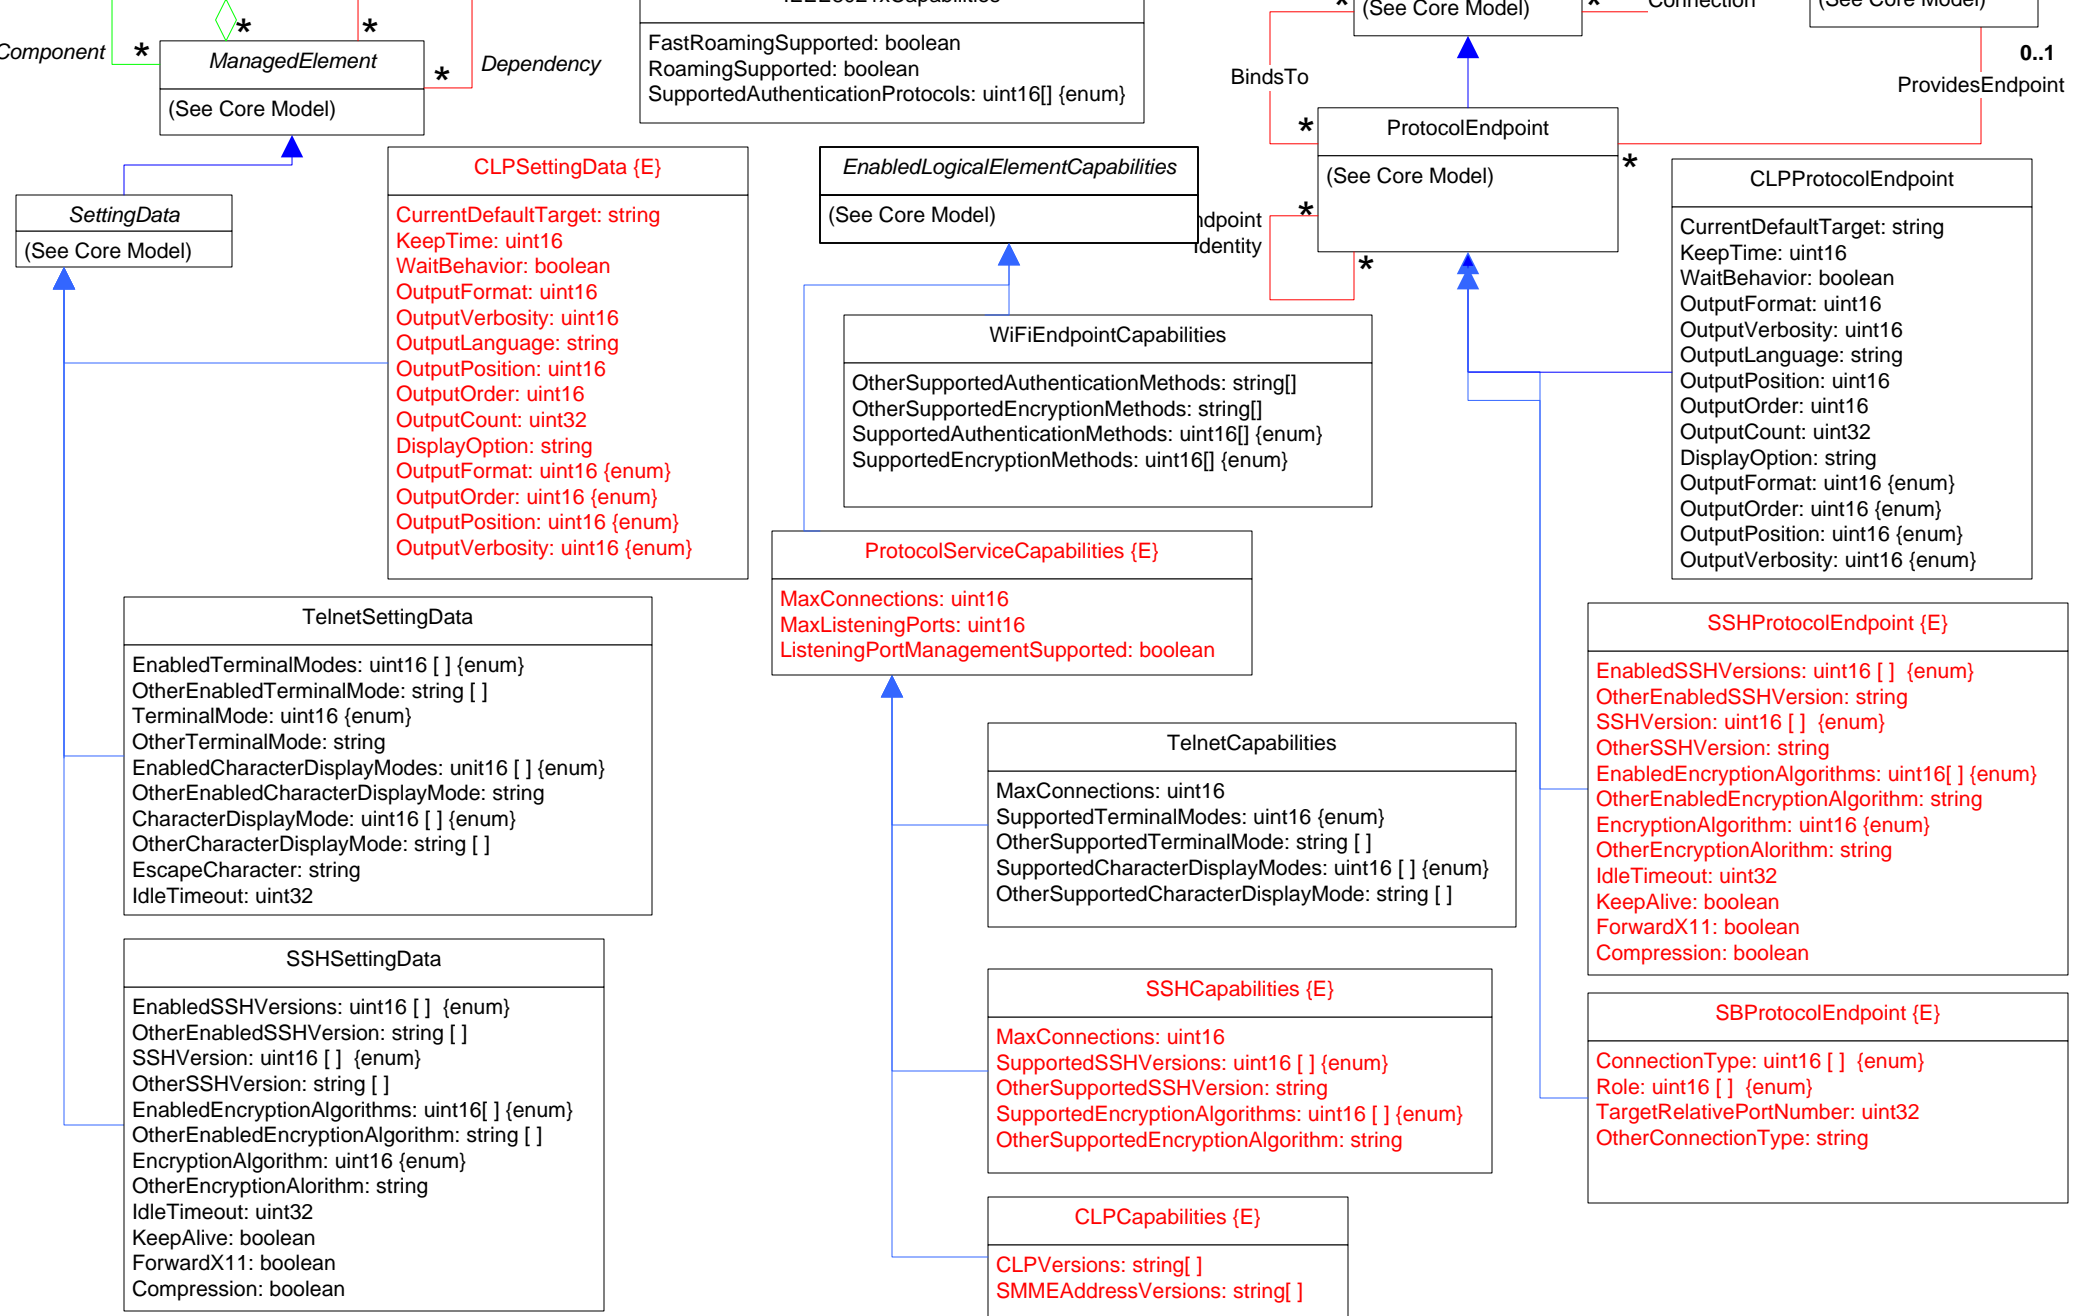 Component
*
*
*
ManagedElement
(See Core Model)
*
Dependency
FastRoamingSupported: boolean
RoamingSupported: boolean
SupportedAuthenticationProtocols: uint16[] {enum}
*
(See Core Model)
*
Connection
(See Core Model)
0..1
ProvidesEndpoint
BindsTo
*
ProtocolEndpoint
(See Core Model)
*
*
*
ndpoint
Identity
SettingData
(See Core Model)
CLPSettingData {E}
CurrentDefaultTarget: string
KeepTime: uint16
WaitBehavior: boolean
OutputFormat: uint16
OutputVerbosity: uint16
OutputLanguage: string
OutputPosition: uint16
OutputOrder: uint16
OutputCount: uint32
DisplayOption: string
OutputFormat: uint16 {enum}
OutputOrder: uint16 {enum}
OutputPosition: uint16 {enum}
OutputVerbosity: uint16 {enum}
EnabledLogicalElementCapabilities
(See Core Model)
WiFiEndpointCapabilities
OtherSupportedAuthenticationMethods: string[]
OtherSupportedEncryptionMethods: string[]
SupportedAuthenticationMethods: uint16[] {enum}
SupportedEncryptionMethods: uint16[] {enum}
CLPProtocolEndpoint
CurrentDefaultTarget: string
KeepTime: uint16
WaitBehavior: boolean
OutputFormat: uint16
OutputVerbosity: uint16
OutputLanguage: string
OutputPosition: uint16
OutputOrder: uint16
OutputCount: uint32
DisplayOption: string
OutputFormat: uint16 {enum}
OutputOrder: uint16 {enum}
OutputPosition: uint16 {enum}
OutputVerbosity: uint16 {enum}
ProtocolServiceCapabilities {E}
MaxConnections: uint16
MaxListeningPorts: uint16
ListeningPortManagementSupported: boolean
TelnetSettingData
EnabledTerminalModes: uint16 [ ] {enum}
OtherEnabledTerminalMode: string [ ]
TerminalMode: uint16 {enum}
OtherTerminalMode: string
EnabledCharacterDisplayModes: unit16 [ ] {enum}
OtherEnabledCharacterDisplayMode: string
CharacterDisplayMode: uint16 [ ] {enum}
OtherCharacterDisplayMode: string [ ]
EscapeCharacter: string
IdleTimeout: uint32
TelnetCapabilities
MaxConnections: uint16
SupportedTerminalModes: uint16 {enum}
OtherSupportedTerminalMode: string [ ]
SupportedCharacterDisplayModes: uint16 [ ] {enum}
OtherSupportedCharacterDisplayMode: string [ ]
SSHProtocolEndpoint {E}
EnabledSSHVersions: uint16 [ ]  {enum}
OtherEnabledSSHVersion: string
SSHVersion: uint16 [ ]  {enum}
OtherSSHVersion: string
EnabledEncryptionAlgorithms: uint16[ ] {enum}
OtherEnabledEncryptionAlgorithm: string
EncryptionAlgorithm: uint16 {enum}
OtherEncryptionAlorithm: string
IdleTimeout: uint32
KeepAlive: boolean
ForwardX11: boolean
Compression: boolean
SSHSettingData
EnabledSSHVersions: uint16 [ ]  {enum}
OtherEnabledSSHVersion: string [ ]
SSHVersion: uint16 [ ]  {enum}
OtherSSHVersion: string [ ]
EnabledEncryptionAlgorithms: uint16[ ] {enum}
OtherEnabledEncryptionAlgorithm: string [ ]
EncryptionAlgorithm: uint16 {enum}
OtherEncryptionAlorithm: string
IdleTimeout: uint32
KeepAlive: boolean
ForwardX11: boolean
Compression: boolean
SSHCapabilities {E}
MaxConnections: uint16
SupportedSSHVersions: uint16 [ ] {enum}
OtherSupportedSSHVersion: string
SupportedEncryptionAlgorithms: uint16 [ ] {enum}
OtherSupportedEncryptionAlgorithm: string
SBProtocolEndpoint {E}
ConnectionType: uint16 [ ]  {enum}
Role: uint16 [ ]  {enum}
TargetRelativePortNumber: uint32
OtherConnectionType: string
CLPCapabilities {E}
CLPVersions: string[ ]
SMMEAddressVersions: string[ ]